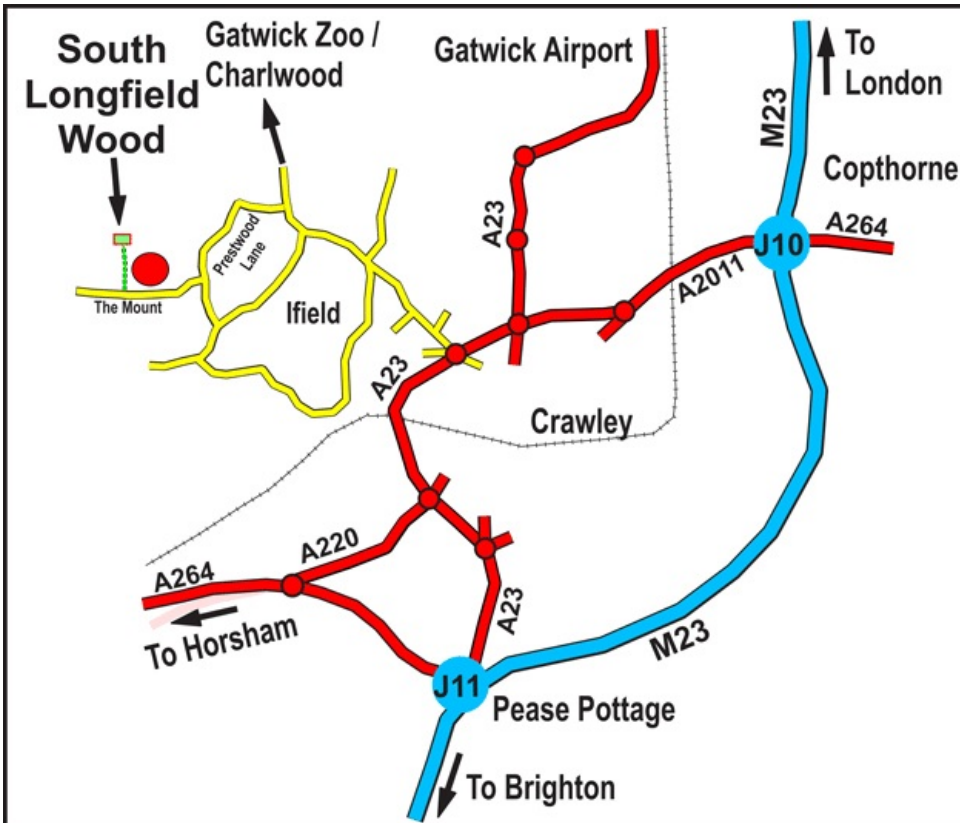 South
Longfield
Wood
Gatwick Zoo /
Charlwood
Gatwick Airport
To
London
M23
Copthorne
A264
J10
A23
A2011
Prestwood
Lane
The Mount
Ifield
A23
Crawley
A220
A264
To Horsham
A23
M23
J11
Pease Pottage
To Brighton